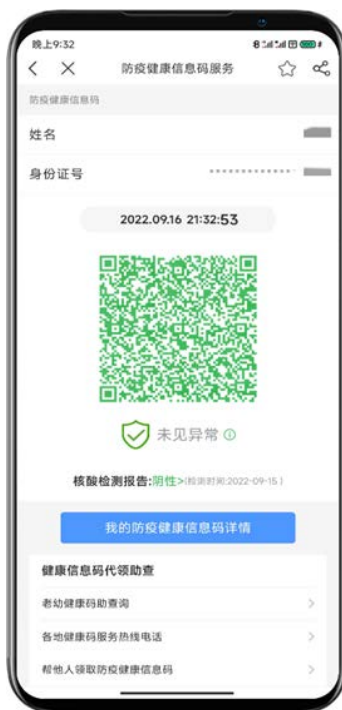 晚上9:32
防疫健康信息码服务
防疫健康信息码
姓名
身份证号
2022.09.16 21:32:53
未见异常
核酸检测报告:阴性>(检测时间:2022-09-15)
我的防疫健康信息码详情
健康信息码代领助查
老幼健康码助查询
各地健康码服务热线电话
帮他人领取防疫健康信息码